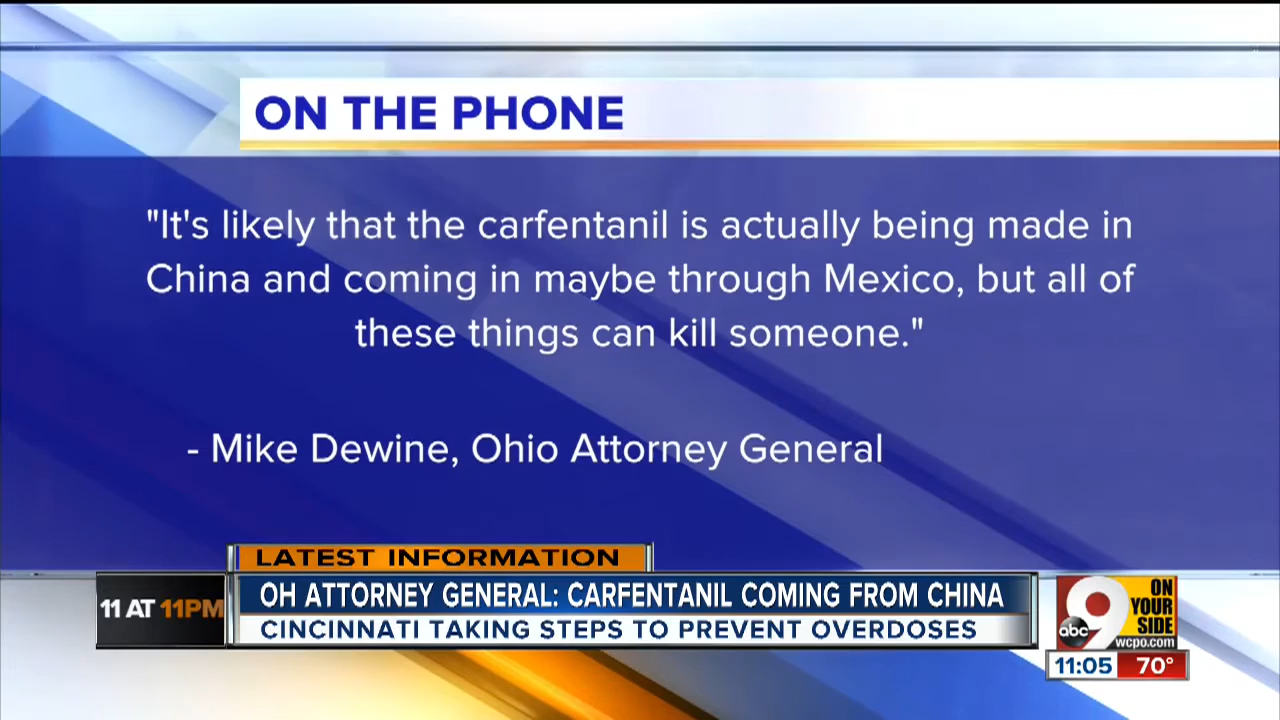 ON THE PHONE
"It's likely that the carfentanil is actually being made in
China and coming in maybe through Mexico, but all of
these things can kill someone."
- Mike Dewine, Ohio Attorney General
LATEST INFORMATION
11 AT 11PM
OH ATTORNEY GENERAL: CARFENTANIL COMING FROM CHINA
CINCINNATI TAKING STEPS TO PREVENT OVERDOSES
abc 9 ON
YOUR
SIDE
wcpo.com
11:05 70°